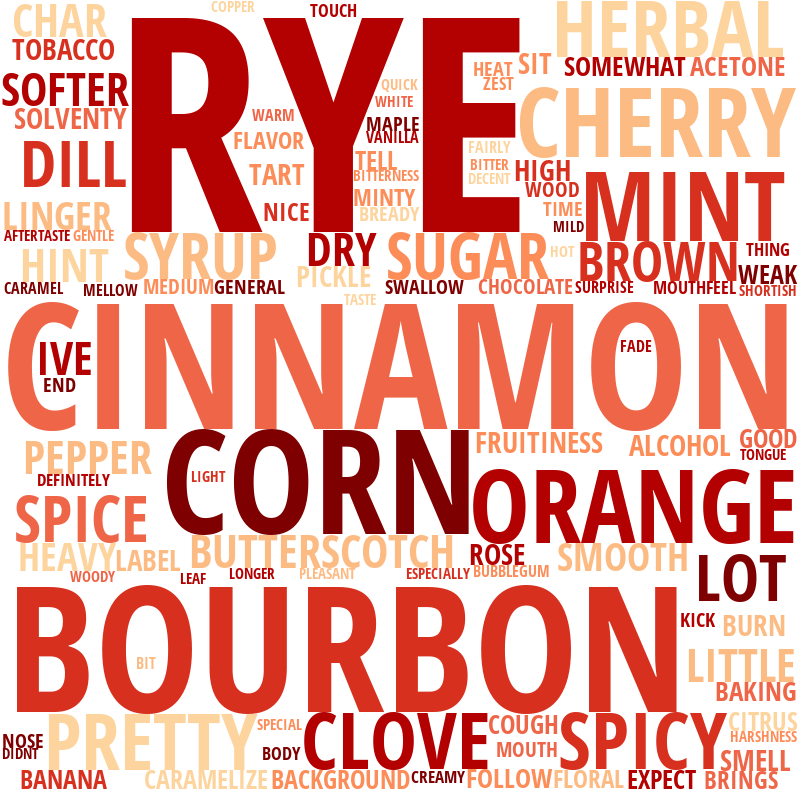 COPPER
TOUCH
CHAR
HERBAL
TOBACCO
RYE
SIT
SOMEWHAT
ACETONE
HEAT
ZEST
SOFTER
QUICK
WHITE
CHERRY
SOLVENTY
WARM
MAPLE
VANILLA
FLAVOR
FAIRLY
DILL
TELL
BITTER
HIGH
TART
BITTERNESS
DECENT
WOOD
MINT
MINTY
LINGER
NICE
BREADY
TIME
MILD
AFTERTASTE
GENTLE
SYRUP
DRY
SUGAR
HOT
BROWN
THING
HINT
PICKLE
WEAK
CARAMEL
MELLOW
MEDIUM
GENERAL
SWALLOW
CHOCOLATE
SURPRISE
MOUTHFEEL
SHORTISH
TASTE
CINNAMON
IVE
FADE
END
CORN
FRUITINESS
ALCOHOL
GOOD
PEPPER
TONGUE
DEFINITELY
LIGHT
ORANGE
SPICE
HEAVY
LABEL
BUTTERSCOTCH
ROSE
SMOOTH
LOT
WOODY
LEAF
LONGER
PLEASANT
ESPECIALLY
BUBBLEGUM
BOURBON
KICK
BURN
BIT
LITTLE
BAKING
PRETTY
SPECIAL
CLOVE
COUGH
SPICY
CITRUS
NOSE
HARSHNESS
DIDNT
BODY
MOUTH
SMELL
BANANA
CARAMELIZE
BACKGROUND
CREAMY
FOLLOW
FLORAL
EXPECT
BRINGS